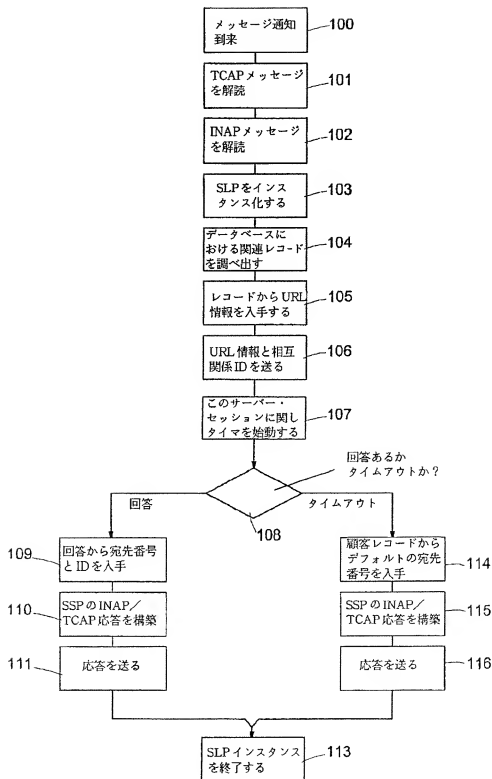 メッセージ通知
到来
100
TCAPメッセージ
を解読
101
INAPメッセージ
を解読
102
SLPをインス
タンス化する
103
データベースに
おける関連レコード
を調べ出す
104
レコードからURL
情報を入手する
105
URL情報と相互
関係IDを送る
106
このサーバー・
セッションに関し
タイマを始動する
107
回答あるか
タイムアウトか?
回答
タイムアウト
108
109
回答から宛先番号
とIDを入手
顧客レコードから
デフォルトの宛先
番号を入手
114
110
SSPのINAP/
TCAP応答を構築
SSPのINAP/
TCAP応答を構築
115
111
応答を送る
応答を送る
116
SLPインスタンス
を終了する
113